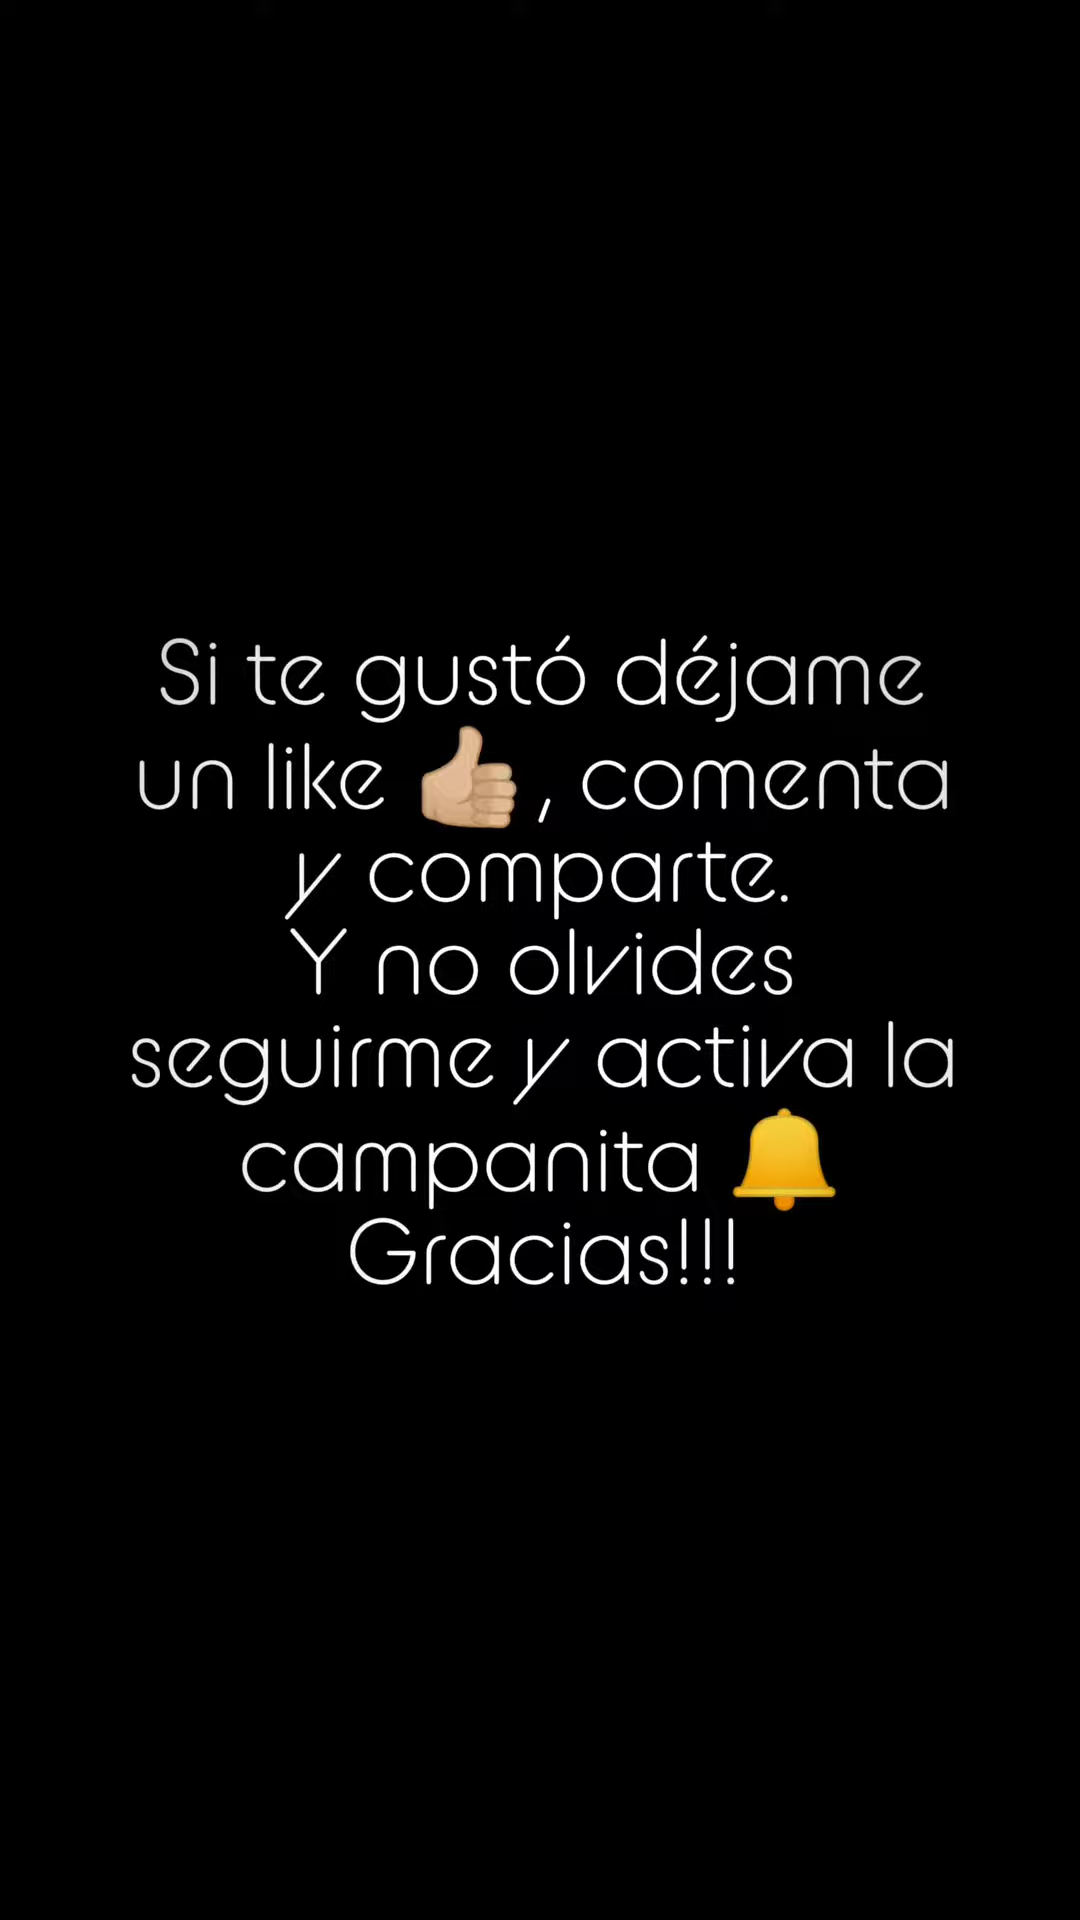 Si te gustó déjame
un like 👍🏼, comenta
y comparte.
Y no olvides
seguirme y activa la
campanita 🔔
Gracias!!!